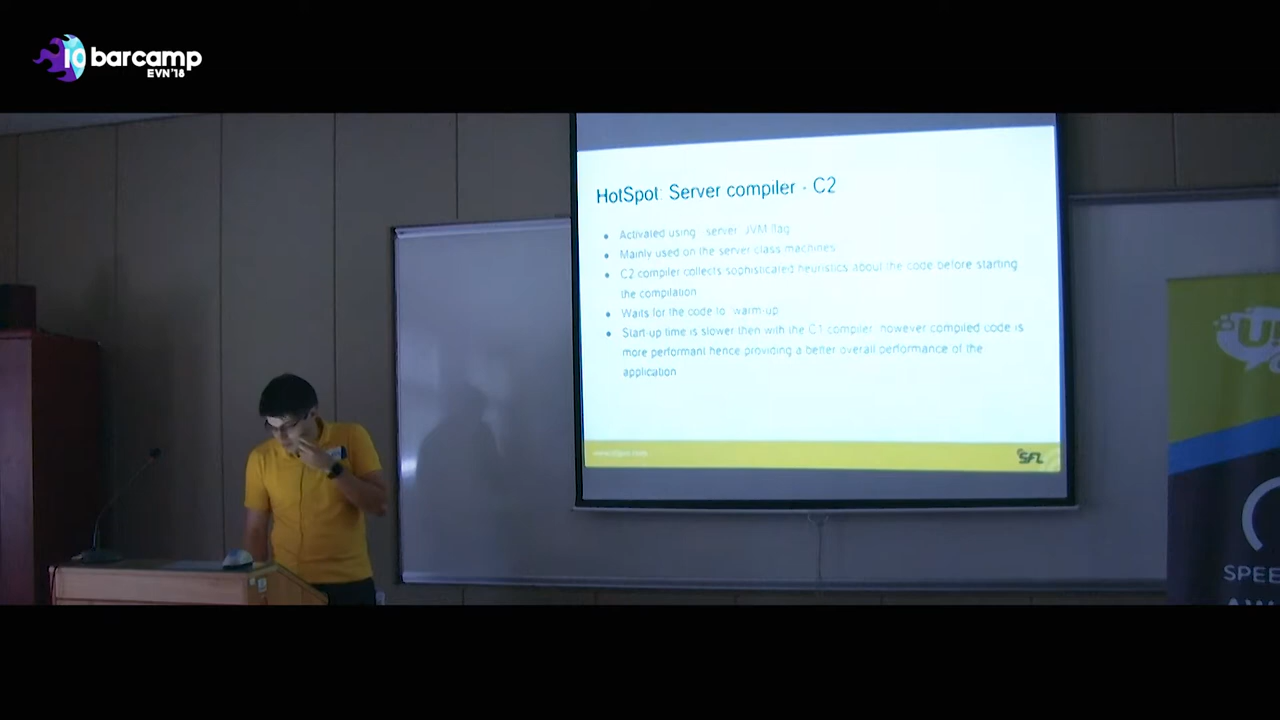 10 barcamp
EVN'18
HotSpot: Server compiler - C2
● Activated using -server JVM flag
● Mainly used on the server class machines
● C2 compiler collects sophisticated heuristics about the code before starting
the compilation
● Waits for the code to "warm-up"
● Start-up time is slower then with the C1 compiler, however compiled code is
more performant hence providing a better overall performance of the
application
SFL
U!
SPEE